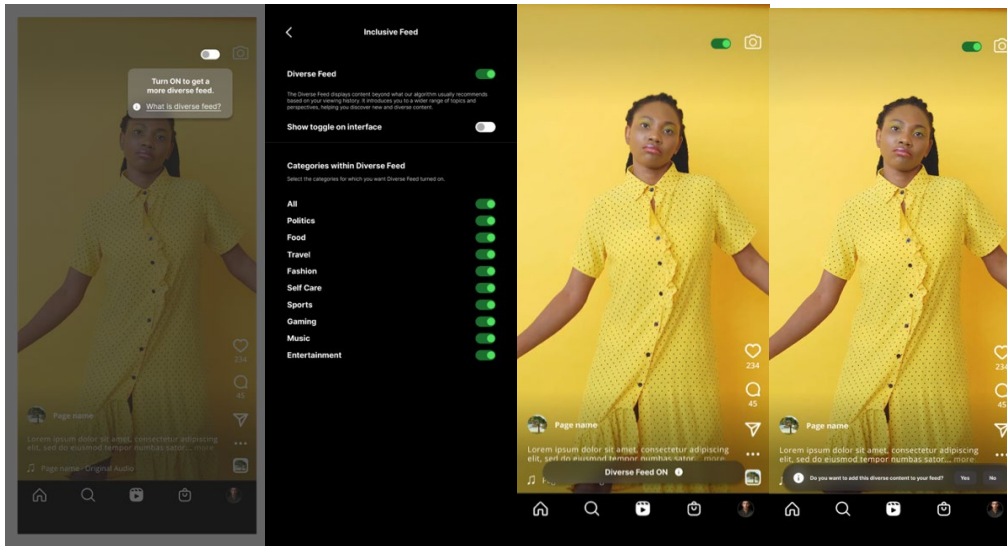 Turn ON to get a
more diverse feed.
What is diverse feed?
234
45
Page name
Lorem ipsum dolor sit amet, consectetur adipiscing
elit, sed do eiusmod tempor numbas sator... more
Page name · Original Audio
Inclusive Feed
Diverse Feed
The Diverse Feed displays content beyond what our algorithm usually recommends
based on your viewing history. It introduces you to a wider range of topics and
perspectives, helping you discover new and diverse content.
Show toggle on interface
Categories within Diverse Feed
Select the categories for which you want Diverse Feed turned on.
All
Politics
Food
Travel
Fashion
Self Care
Sports
Gaming
Music
Entertainment
234
45
Page name
Lorem ipsum dolor sit amet, consectetur adipiscing
elit, sed do eiusmod tempor numbas sator... more
Diverse Feed ON
234
45
Page name
Lorem ipsum dolor sit amet, consectetur adipiscing
elit, sed do eiusmod tempor numbas sator... more
Do you want to add this diverse content to your feed? Yes No